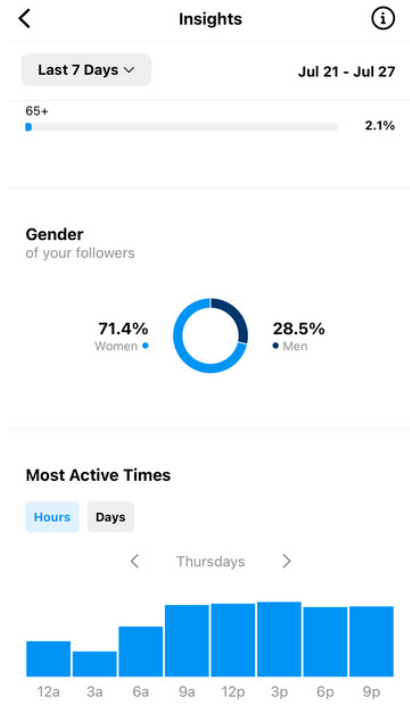 Insights
Last 7 Days
Jul 21 - Jul 27
65+
2.1%
Gender
of your followers
71.4%
Women
28.5%
Men
Most Active Times
Hours
Days
Thursdays
12a 3a 6a 9a 12p 3p 6p 9p